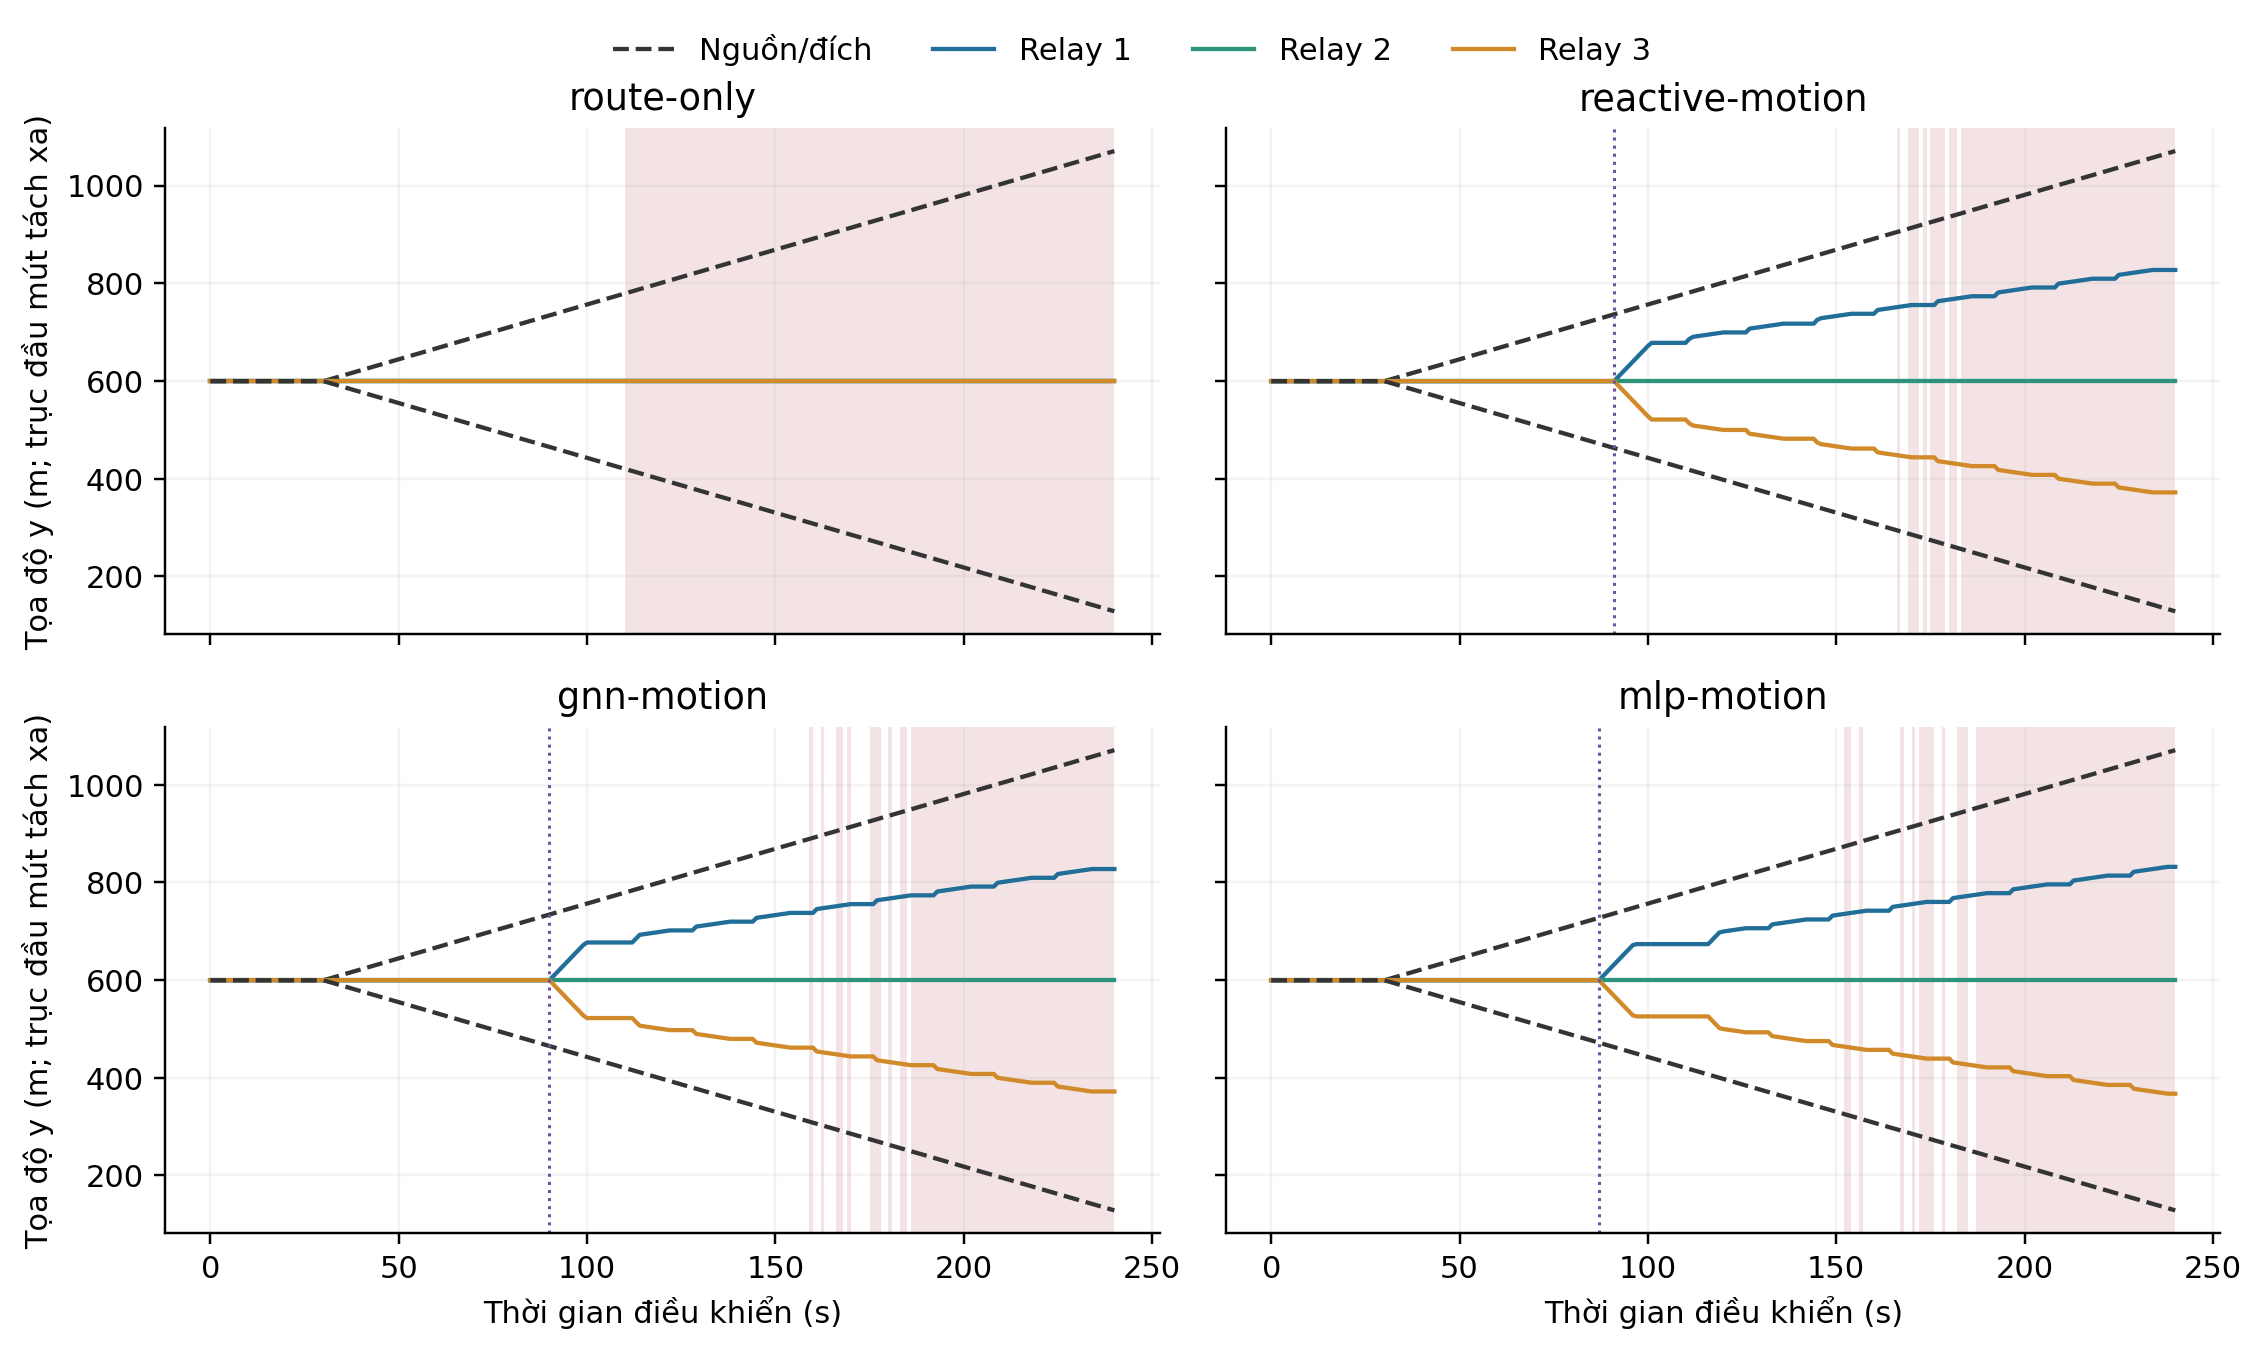 Nguồn/đích Relay 1 Relay 2 Relay 3
route-only
reactive-motion
Tọa độ y (m; trục đầu mút tách xa)
1000
800
600
400
200
gnn-motion
mlp-motion
Tọa độ y (m; trục đầu mút tách xa)
1000
800
600
400
200
0 50 100 150 200 250
0 50 100 150 200 250
Thời gian điều khiển (s)
Thời gian điều khiển (s)